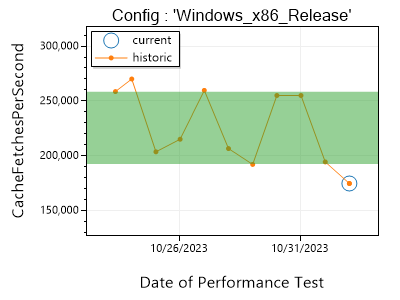 Config : 'Windows_x86_Release'
current
historic
300,000
250,000
200,000
150,000
CacheFetchesPerSecond
10/26/2023
10/31/2023
Date of Performance Test